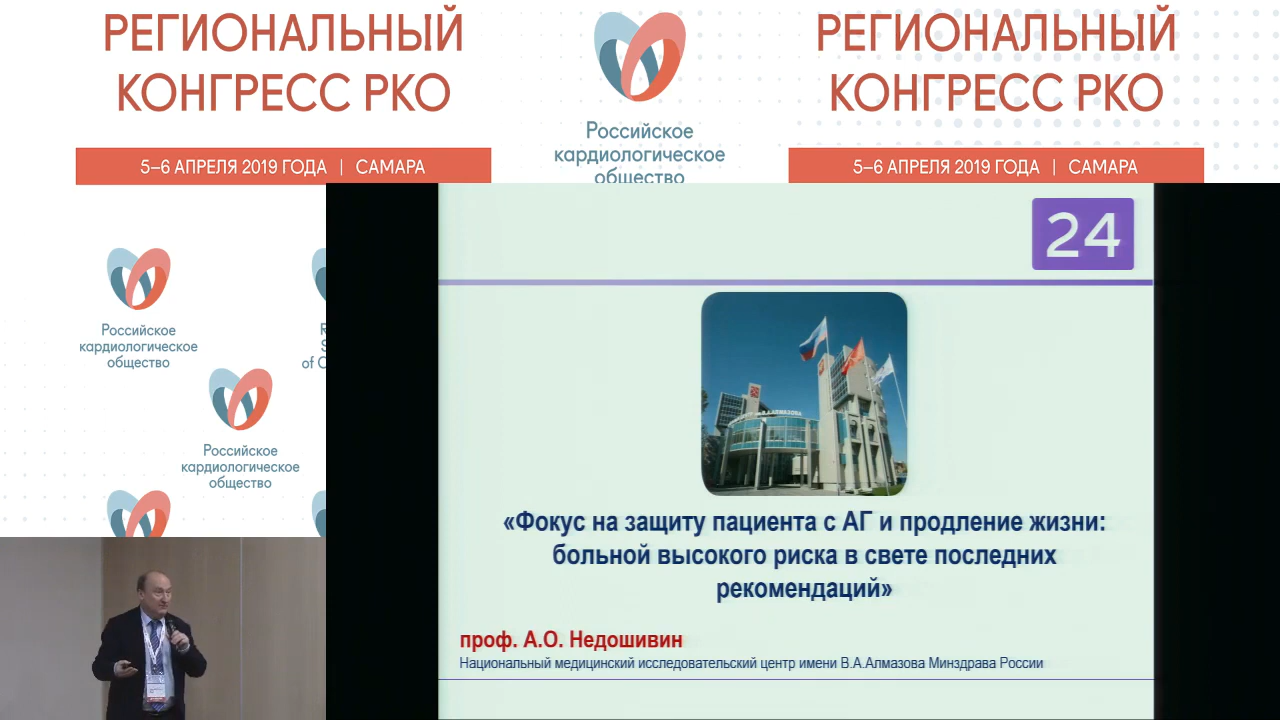 РЕГИОНАЛЬНЫЙ
КОНГРЕСС РКО
5–6 АПРЕЛЯ 2019 ГОДА | САМАРА
Российское
кардиологическое
общество
РЕГИОНАЛЬНЫЙ
КОНГРЕСС РКО
5–6 АПРЕЛЯ 2019 ГОДА | САМАРА
Российское
кардиологическое
общество
Российское
кардиологическое
общество
24
«Фокус на защиту пациента с АГ и продление жизни:
больной высокого риска в свете последних
рекомендаций»
проф. А.О. Недошивин
Национальный медицинский исследовательский центр имени В.А.Алмазова Минздрава России